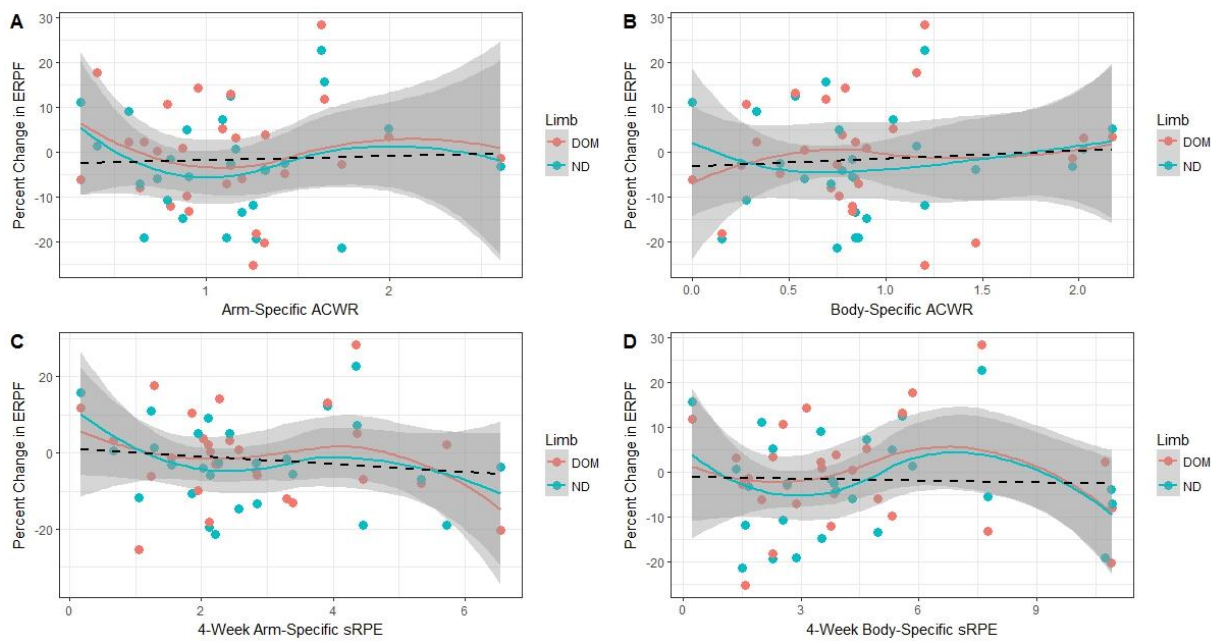 A
Percent Change in ERPF
30
20
10
0
-10
-20
1
2
Arm-Specific ACWR
Limb
DOM
ND
B
Percent Change in ERPF
30
20
10
0
-10
-20
0.0
0.5
1.0
1.5
2.0
Body-Specific ACWR
Limb
DOM
ND
C
Percent Change in ERPF
20
0
-20
0
2
4
6
4-Week Arm-Specific sRPE
Limb
DOM
ND
D
Percent Change in ERPF
30
20
10
0
-10
-20
0
3
6
9
4-Week Body-Specific sRPE
Limb
DOM
ND